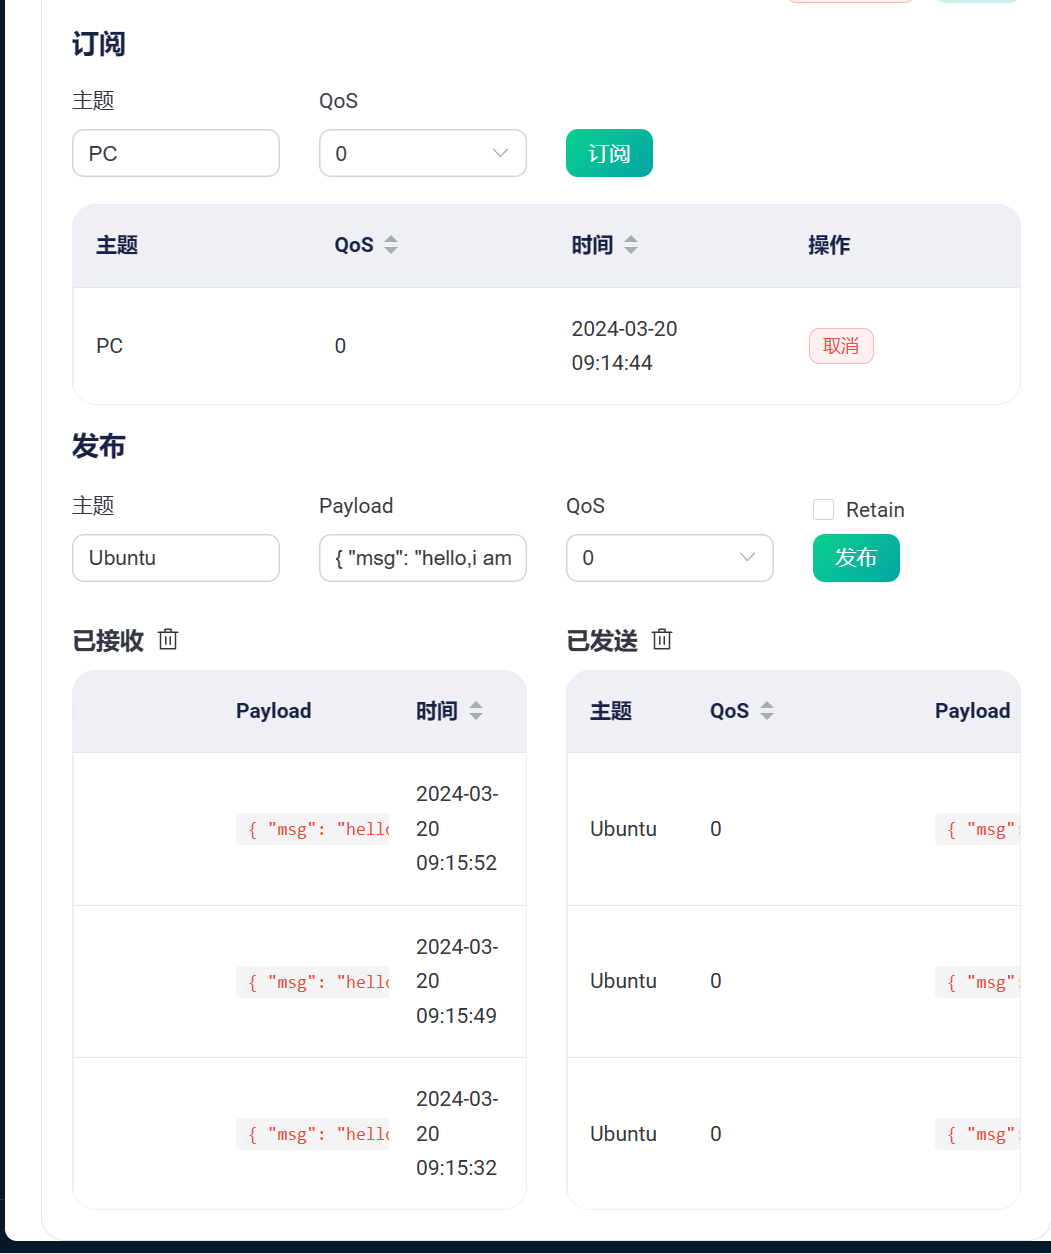 订阅
主题 QoS
PC 0 订阅
主题 QoS 时间 操作
PC 0 2024-03-20 09:14:44 取消
发布
主题 Payload QoS Retain
Ubuntu { "msg": "hello,i am 0 发布
已接收
Payload 时间
{ "msg": "hello 2024-03-20 09:15:52
{ "msg": "hello 2024-03-20 09:15:49
{ "msg": "hello 2024-03-20 09:15:32
已发送
主题 QoS Payload
Ubuntu 0 { "msg":
Ubuntu 0 { "msg":
Ubuntu 0 { "msg":